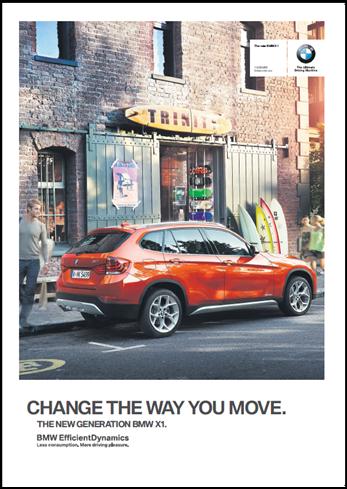 The new BMW X1
The Ultimate
Driving Machine
TRINITY
CHANGE THE WAY YOU MOVE.
THE NEW GENERATION BMW X1.
BMW EfficientDynamics
Less consumption. More driving pleasure.